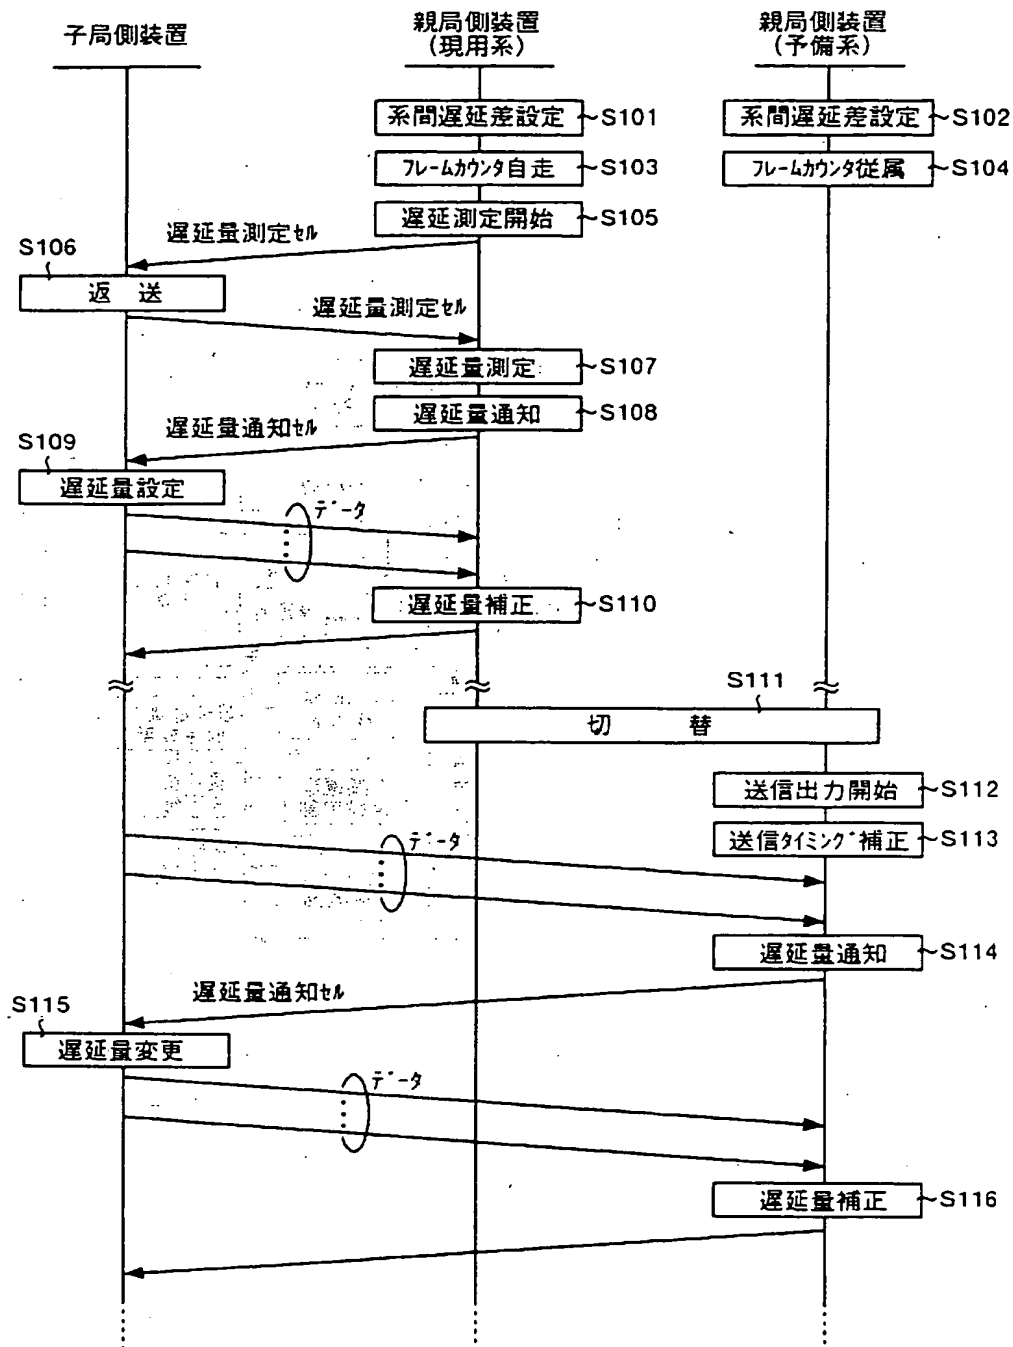 子局側装置
親局側装置
(現用系)
親局側装置
(予備系)
系間遅延差設定
S101
系間遅延差設定
S102
フレームカウンタ自走
S103
フレームカウンタ従属
S104
遅延測定開始
S105
遅延量測定セル
S106
返 送
遅延量測定セル
遅延量測定
S107
遅延量通知
S108
遅延量通知セル
S109
遅延量設定
データ
遅延量補正
S110
S111
切 替
送信出力開始
S112
送信タイミング補正
S113
データ
遅延量通知
S114
遅延量通知セル
S115
遅延量変更
データ
遅延量補正
S116